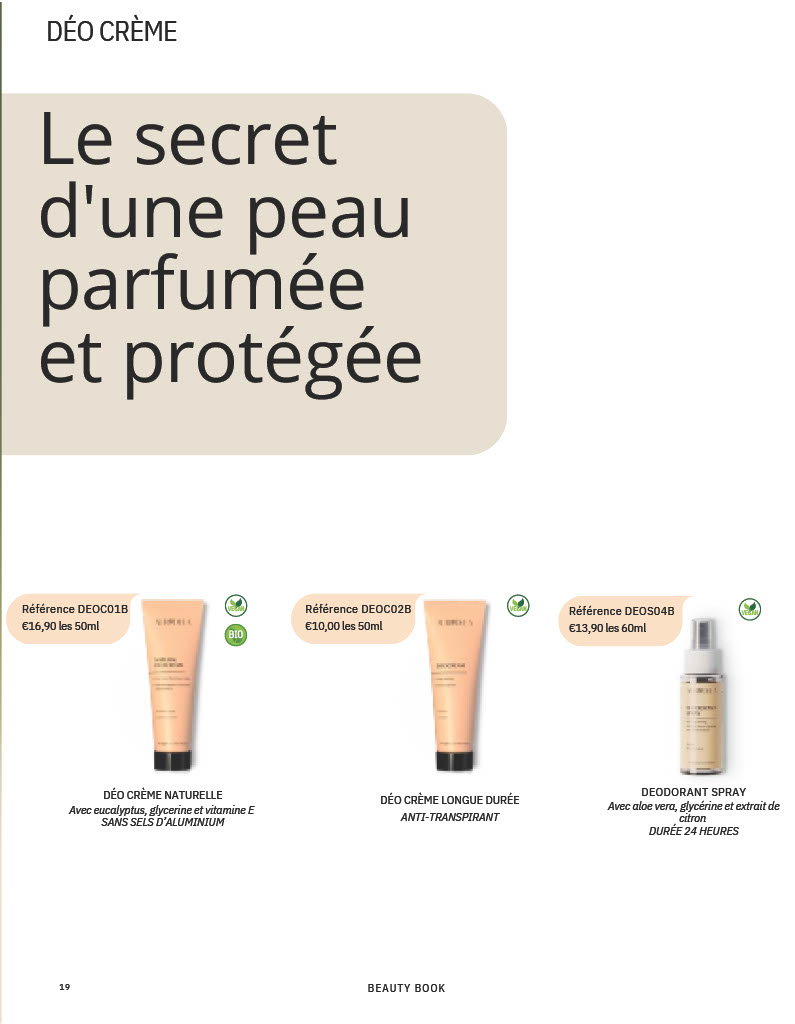 DÉO CRÈME
Le secret
d'une peau
parfumée
et protégée
Référence DEOC01B
€16,90 les 50ml
VEGAN
BIO
DÉO CRÈME NATURELLE
Avec eucalyptus, glycerine et vitamine E
SANS SELS D'ALUMINIUM
Référence DEOC02B
€10,00 les 50ml
VEGAN
DÉO CRÈME LONGUE DURÉE
ANTI-TRANSPIRANT
Référence DEOS04B
€13,90 les 60ml
VEGAN
DEODORANT SPRAY
Avec aloe vera, glycérine et extrait de
citron
DURÉE 24 HEURES
19
BEAUTY BOOK